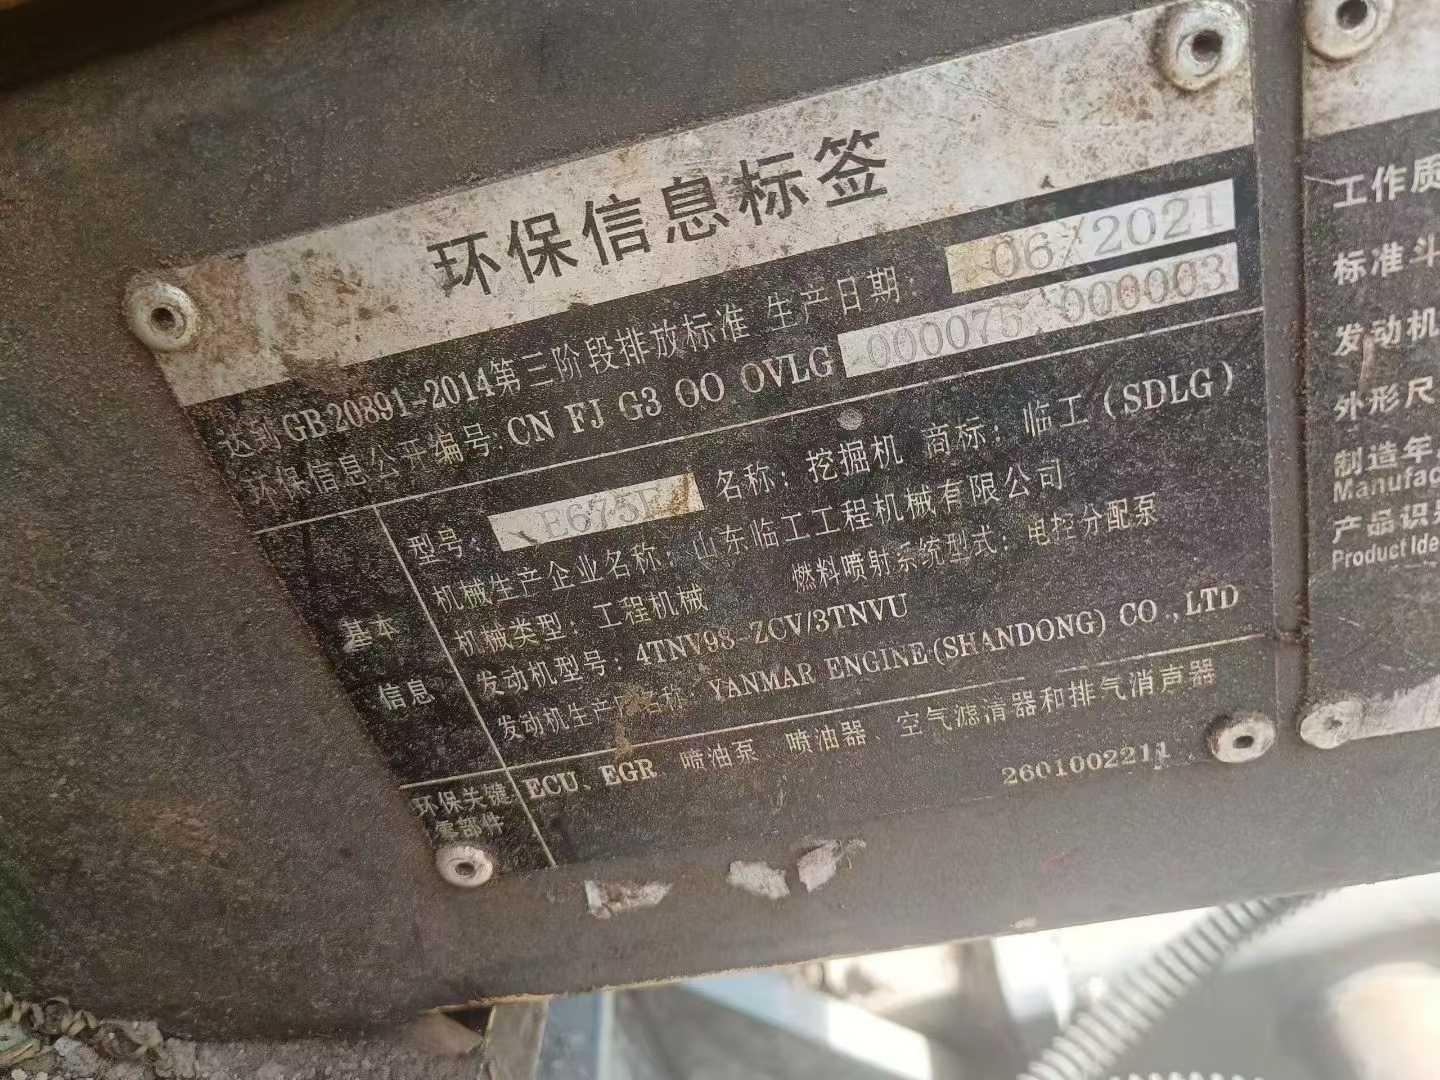 环保信息标签
达到GB20891-2014第三阶段排放标准 生产日期: 06/2021
环保信息公开编号: CN FJ G3 00 0VLG 000075 000003
基本
信息
型号: E675F 名称: 挖掘机 商标: 临工(SDLG)
机械生产企业名称: 山东临工工程机械有限公司
机械类型: 工程机械 燃料喷射系统型式: 电控分配泵
发动机型号: 4TNV98-ZCV/3TNVU
发动机生产厂名称: YANMAR ENGINE(SHANDONG) CO.,LTD
环保关键
零部件
ECU、EGR、喷油泵、喷油器、空气滤清器和排气消声器
2601002211
工作质
标准斗
发动机
外形尺
制造年
Manufac
产品识别
Product Ide